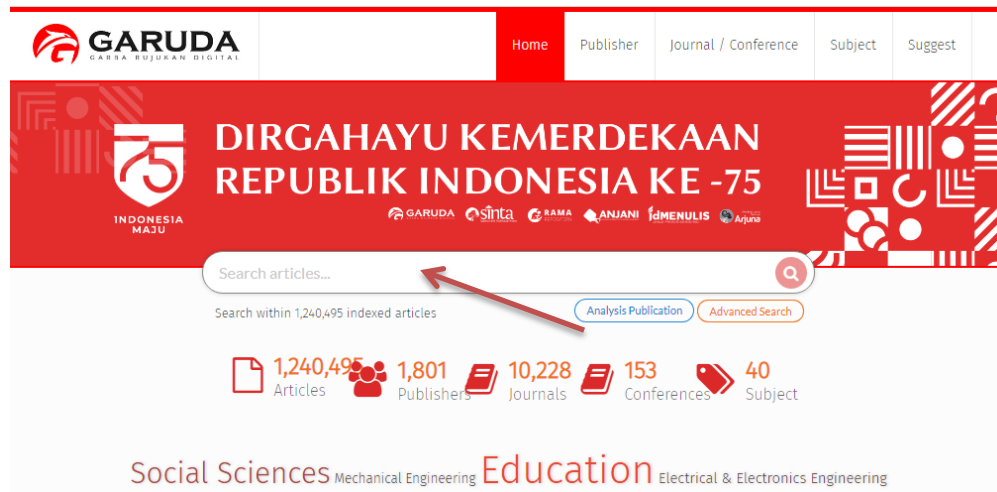 GARUDA
GARBA RUJUKAN DIGITAL
Home Publisher Journal / Conference Subject Suggest
75
INDONESIA
MAJU
DIRGAHAYU KEMERDEKAAN
REPUBLIK INDONESIA KE -75
GARUDA sinta RAMA ANJANI IdMENULIS Arjuna
Search articles...
Search within 1,240,495 indexed articles
Analysis Publication Advanced Search
1,240,495 1,801 10,228 153 40
Articles Publishers Journals Conferences Subject
Social Sciences Mechanical Engineering Education Electrical & Electronics Engineering